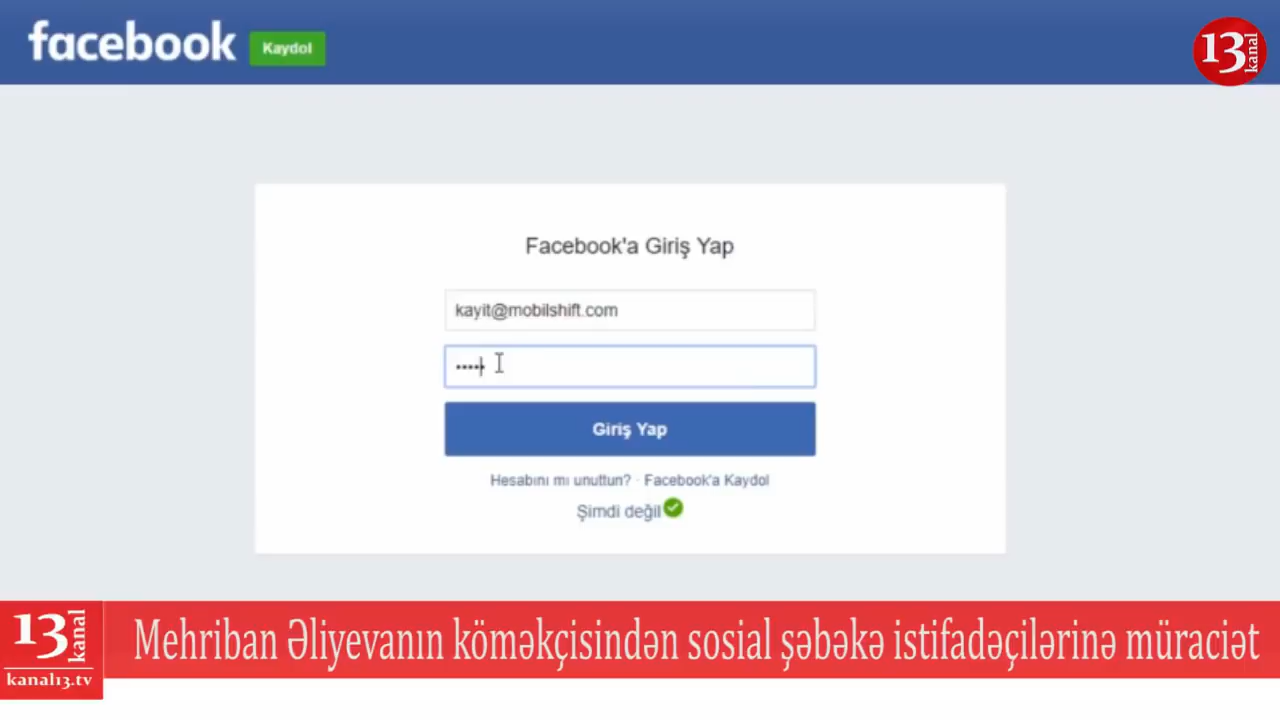 facebook
Kaydol
13 kanal
Facebook'a Giriş Yap
kayit@mobilshift.com
•••••
Giriş Yap
Hesabını mı unuttun? · Facebook'a Kaydol
Şimdi değil
13 kanal
kanal13.tv
Mehriban Əliyevanın köməkçisindən sosial şəbəkə istifadəçilərinə müraciət